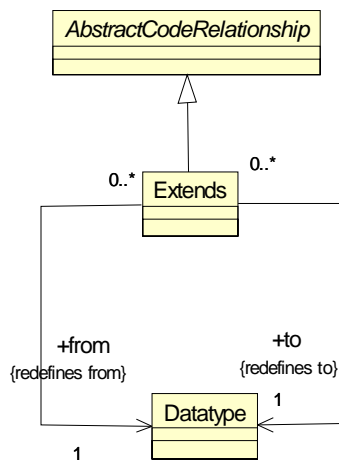 AbstractCodeRelationship
0..*
0..*
Extends
+from
{redefines from}
+to
{redefines to}
1
Datatype
1